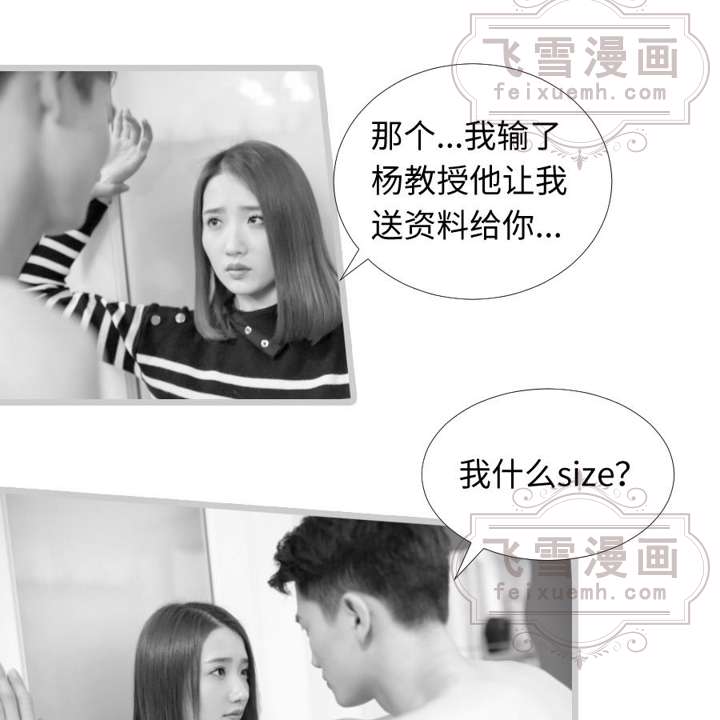 飞雪漫画
feixuemh.com
那个...我输了
杨教授他让我
送资料给你...
我什么size?
飞雪漫画
feixuemh.com